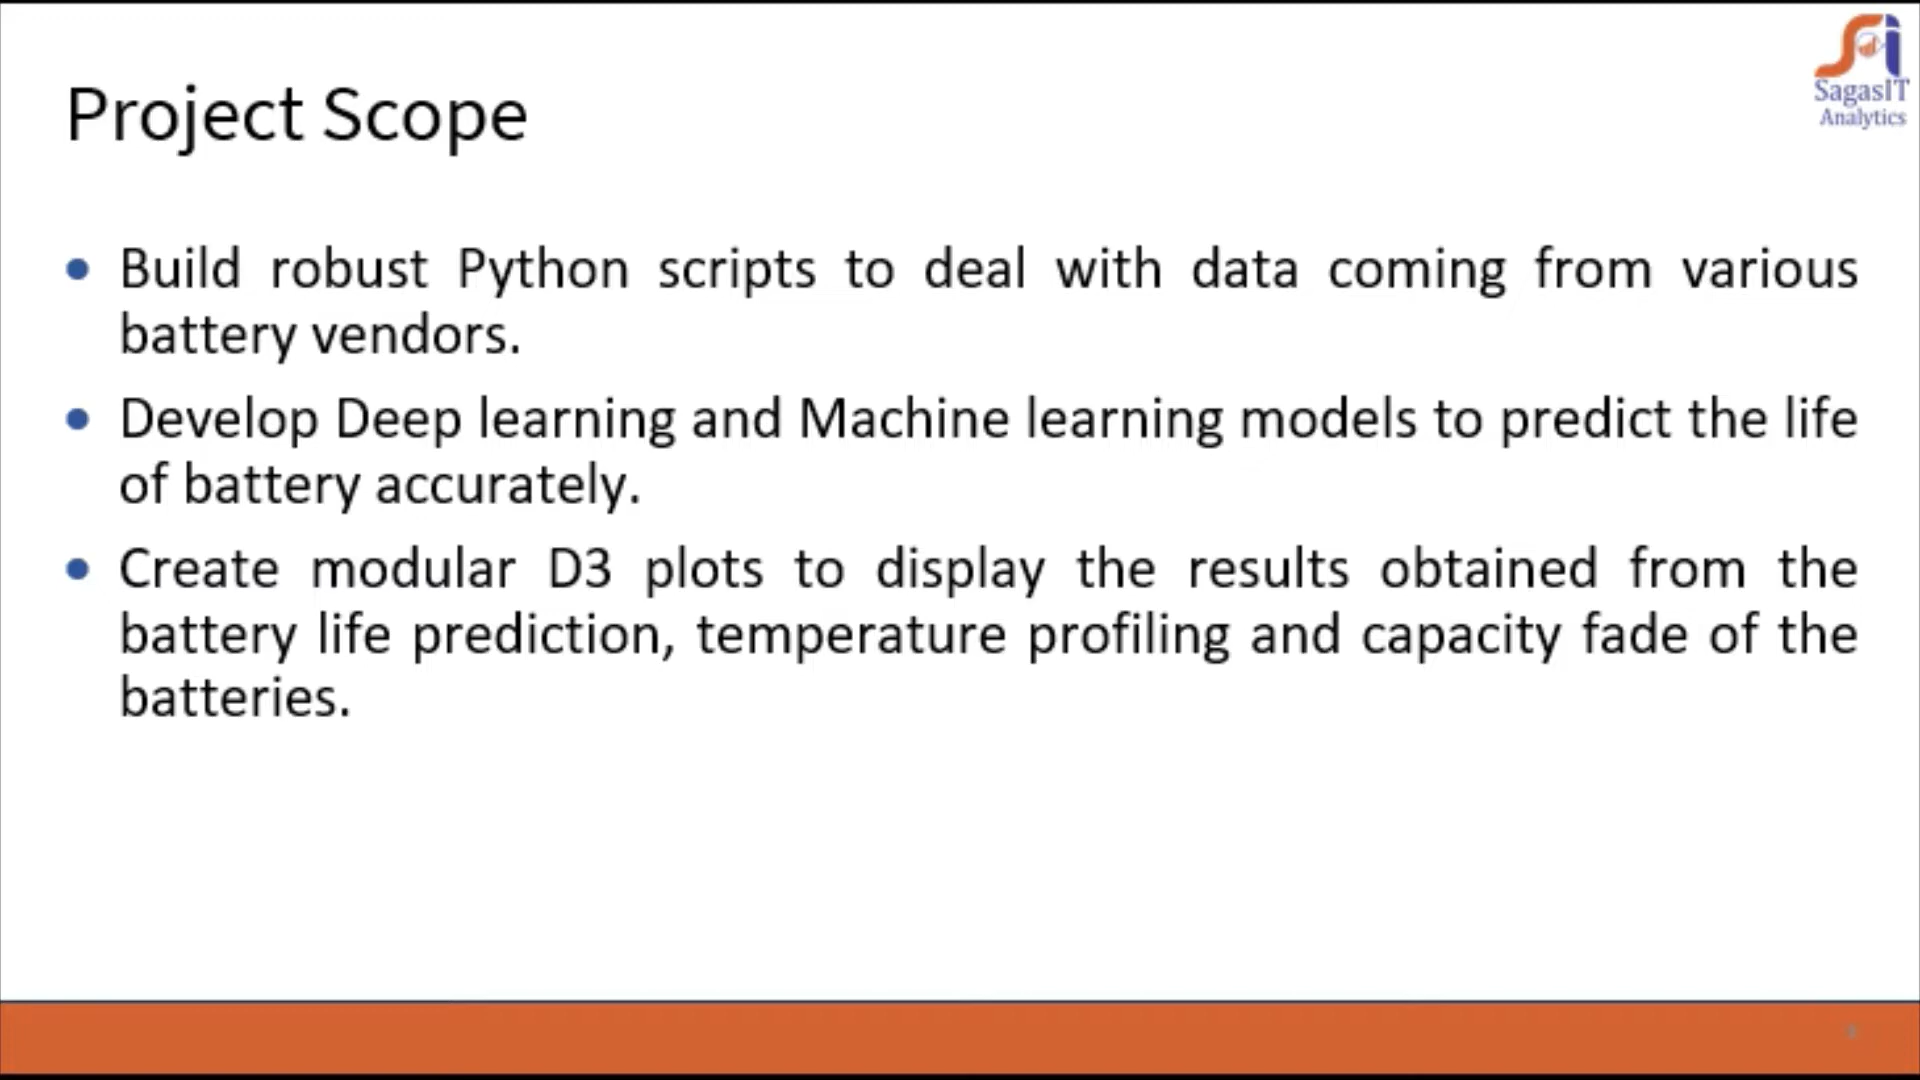 SagasIT
Analytics
Project Scope
Build robust Python scripts to deal with data coming from various
battery vendors.
Develop Deep learning and Machine learning models to predict the life
of battery accurately.
Create modular D3 plots to display the results obtained from the
battery life prediction, temperature profiling and capacity fade of the
batteries.